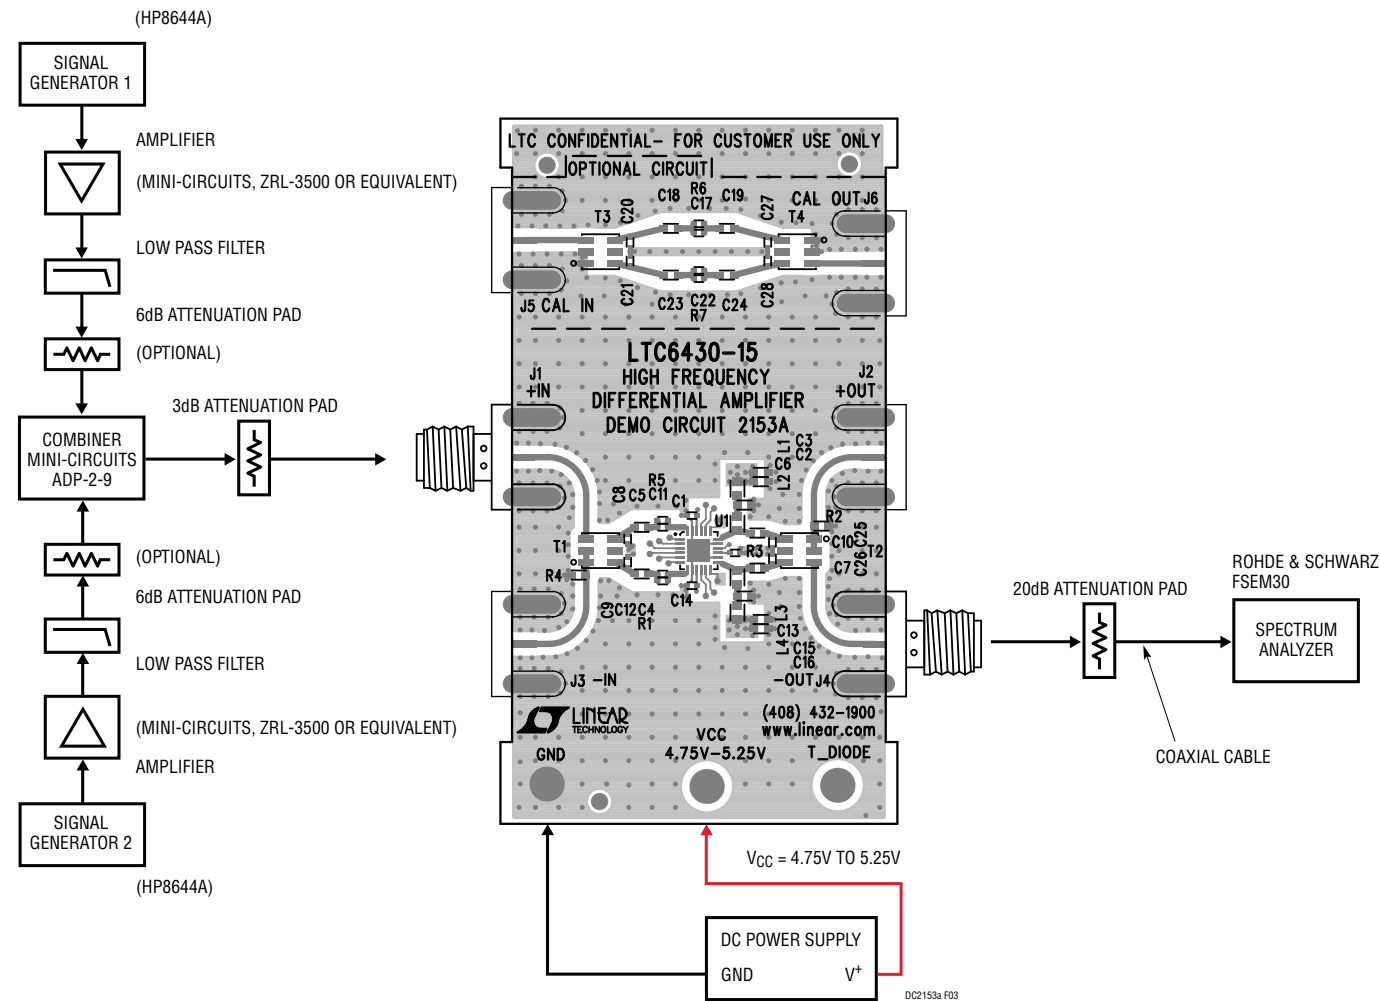 (HP8644A)
SIGNAL
GENERATOR 1
AMPLIFIER
(MINI-CIRCUITS, ZRL-3500 OR EQUIVALENT)
LOW PASS FILTER
6dB ATTENUATION PAD
(OPTIONAL)
3dB ATTENUATION PAD
COMBINER
MINI-CIRCUITS
ADP-2-9
(OPTIONAL)
6dB ATTENUATION PAD
LOW PASS FILTER
(MINI-CIRCUITS, ZRL-3500 OR EQUIVALENT)
AMPLIFIER
SIGNAL
GENERATOR 2
(HP8644A)
LTC CONFIDENTIAL- FOR CUSTOMER USE ONLY
OPTIONAL CIRCUIT
R6
C18 C17 C19
C20
C27
CAL OUT J6
T3
T4
C21
C28
J5 CAL IN
C23 C22 C24
R7
LTC6430-15
HIGH FREQUENCY
DIFFERENTIAL AMPLIFIER
DEMO CIRCUIT 2153A
J1
+IN
J2
+OUT
L1
C3
C2
C6
L2
R5
C8
C5 C11 C1
U1
R2
C25
C10
T1
R3
T2
C26
C7
R4
C9
C12 C4
R1
C14
L3
C13
L4
C15
C16
J3 -IN
-OUT J4
LINEAR
TECHNOLOGY
(408) 432-1900
www.linear.com
GND
VCC
4.75V-5.25V
T_DIODE
VCC = 4.75V TO 5.25V
DC POWER SUPPLY
GND V+
20dB ATTENUATION PAD
ROHDE & SCHWARZ
FSEM30
SPECTRUM
ANALYZER
COAXIAL CABLE
DC2153a F03